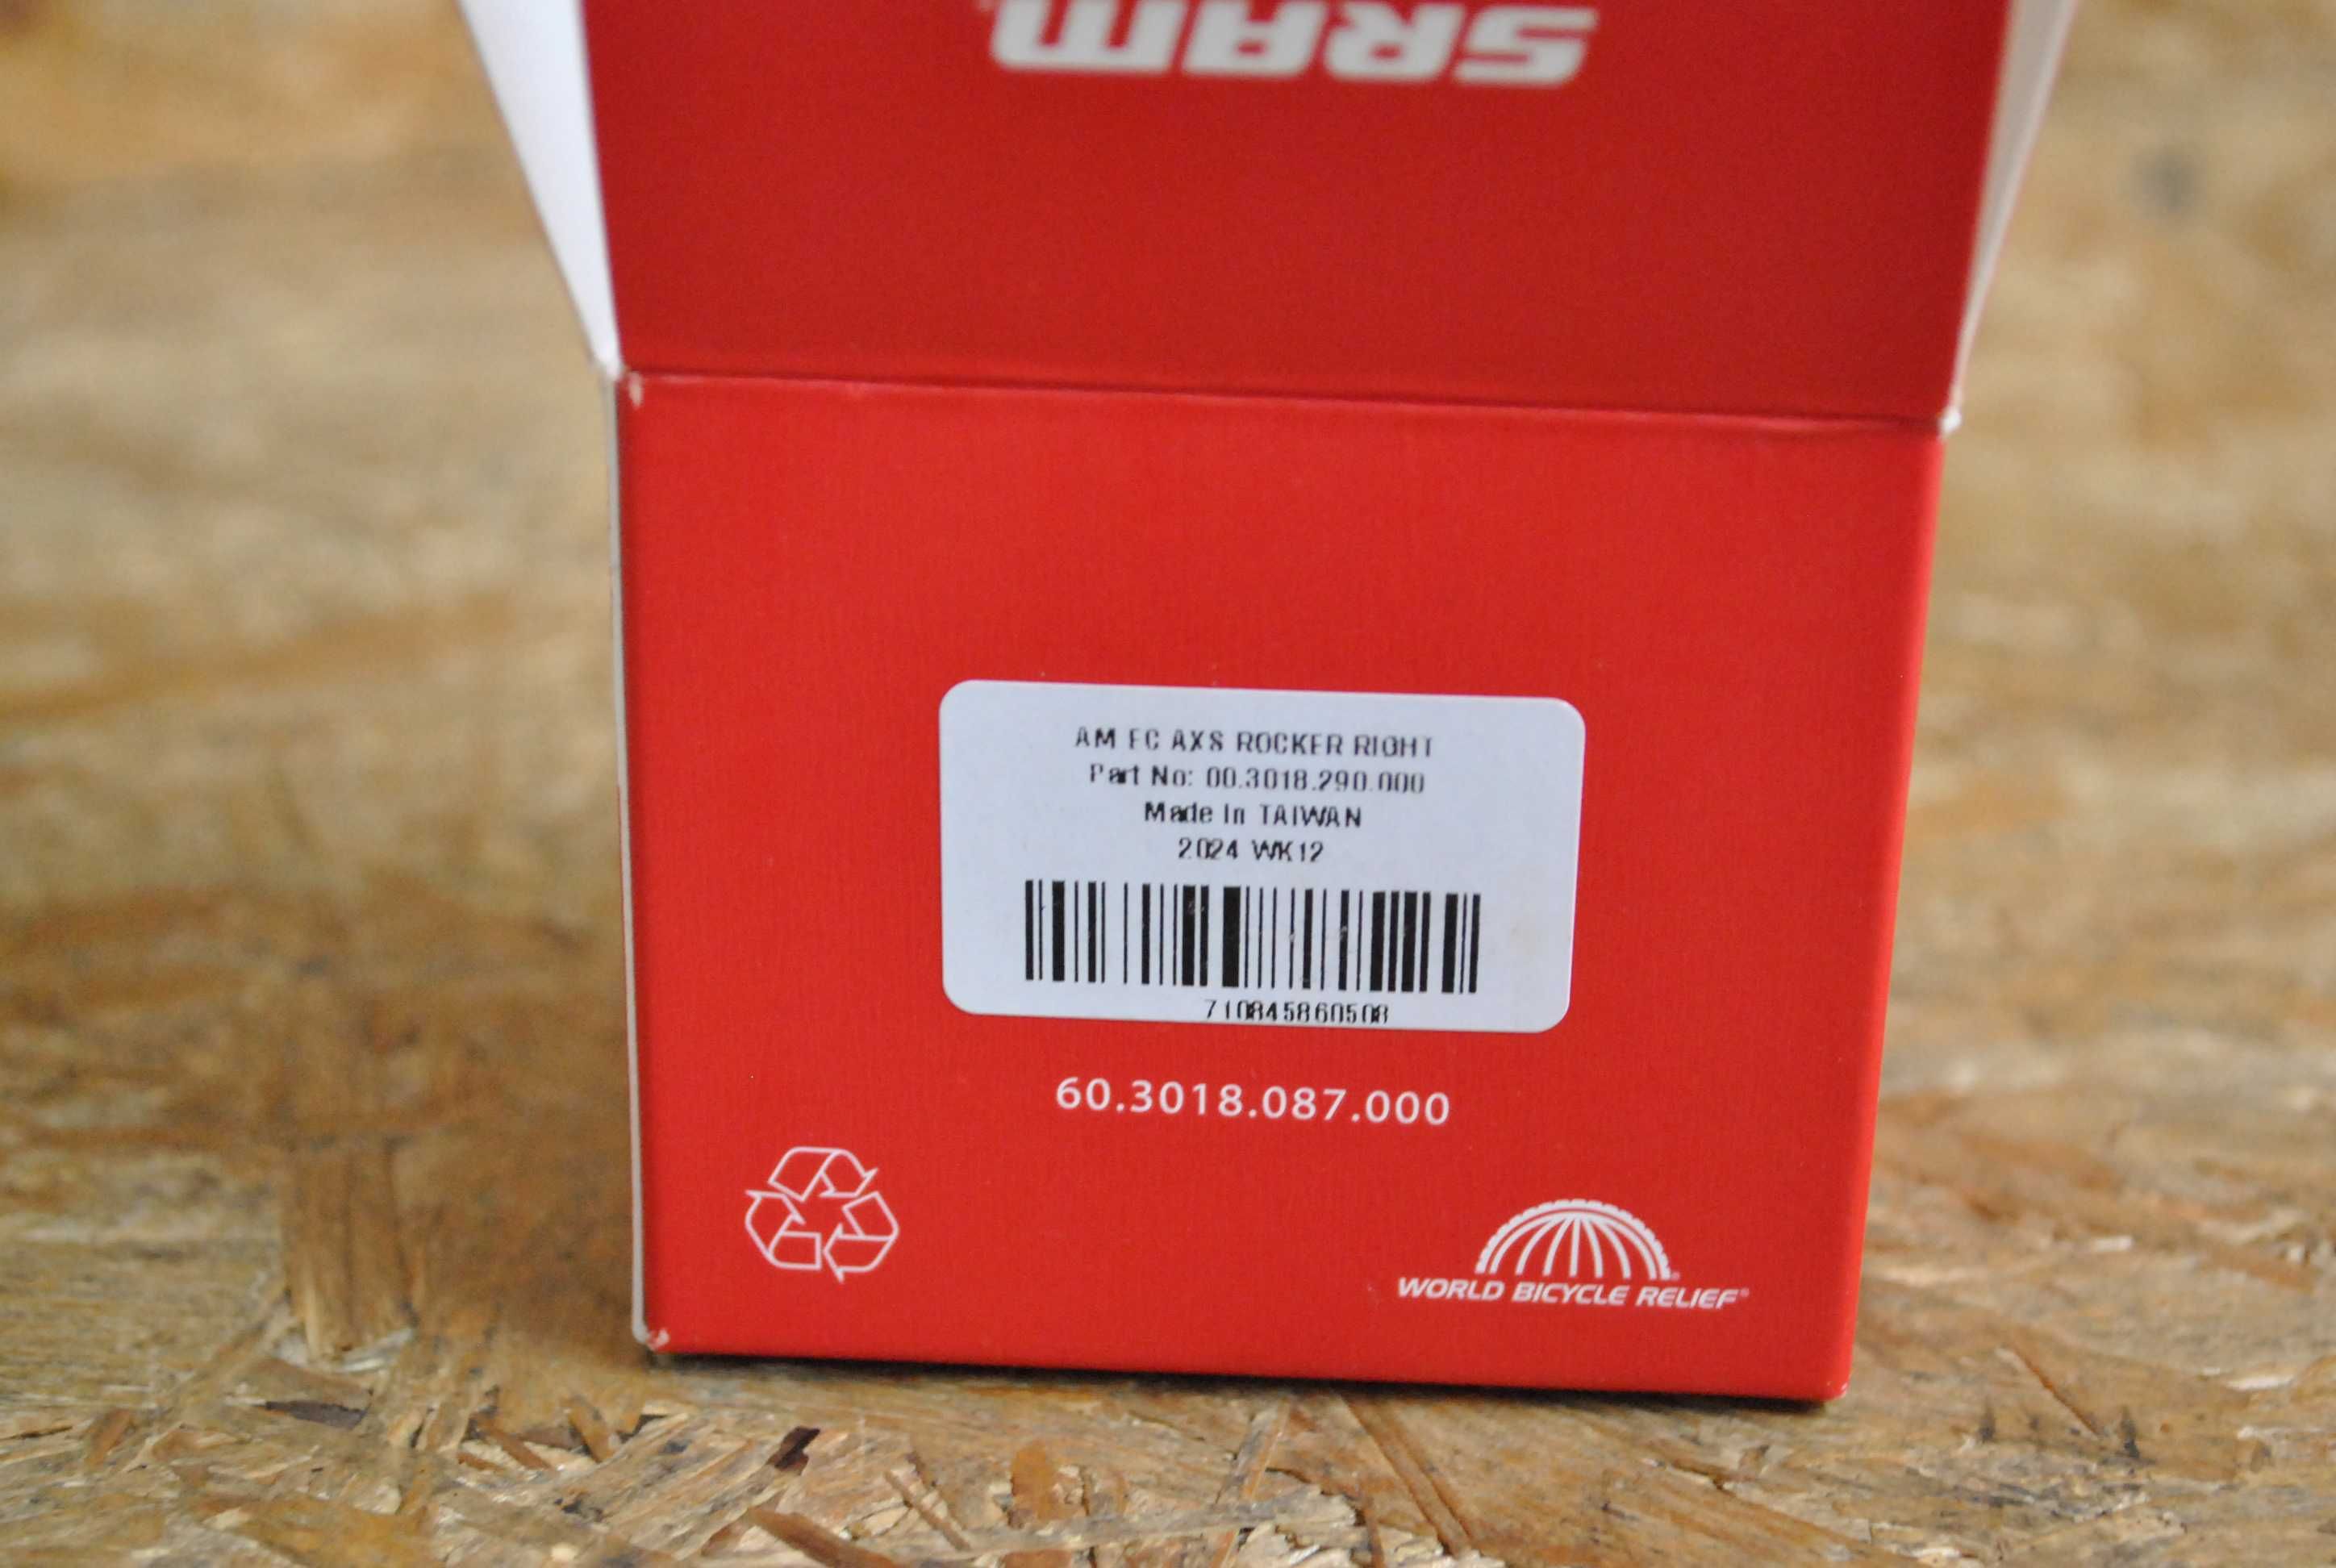 SRAM
AM EC AXS ROCKER RIGHT
Part No: 00.3018.290.000
Made In TAIWAN
2024 WK12
710845860508
60.3018.087.000
WORLD BICYCLE RELIEF®